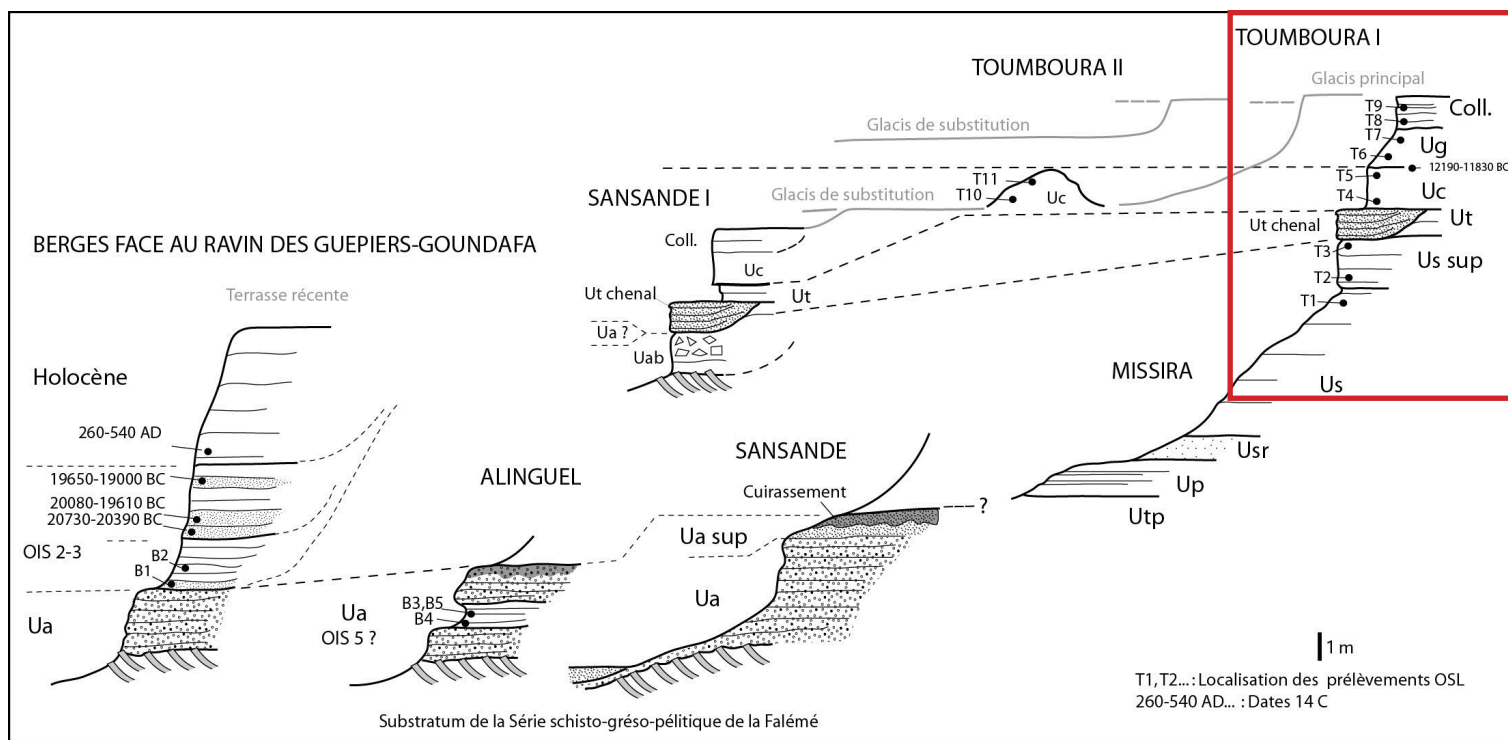 TOUMBOURA I
TOUMBOURA II
Glacis principal
T9
Coll.
T8
T7
Glacis de substitution
Ug
T6
12190-11830 BC
T11
T5
SANSANDE I
Glacis de substitution
T10
Uc
T4
Uc
Ut chenal
Ut
BERGES FACE AU RAVIN DES GUEPIERS-GOUNDAFA
Coll.
Uc
T3
Us sup
T2
Terrasse récente
Ut chenal
Ut
T1
Ua ?
Uab
Holocène
MISSIRA
Us
260-540 AD
Usr
SANSANDE
19650-19000 BC
ALINGUEL
Up
Cuirassement
20080-19610 BC
20730-20390 BC
?
Utp
Ua sup
OIS 2-3
B2
B1
Ua
Ua
OIS 5 ?
B3,B5
B4
Ua
1 m
T1,T2... : Localisation des prélèvements OSL
260-540 AD... : Dates 14 C
Substratum de la Série schisto-gréso-pélitique de la Falémé